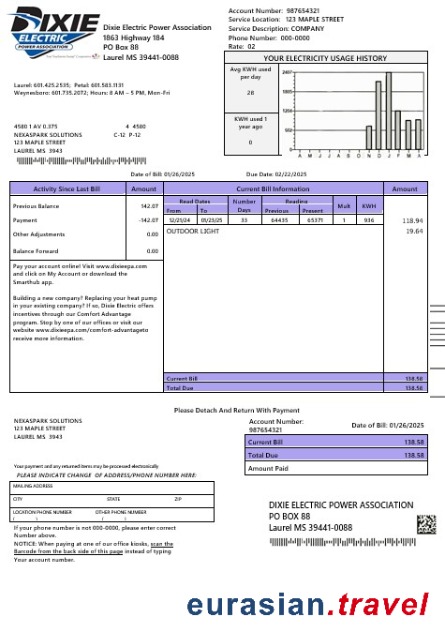 DIXIE
ELECTRIC
POWER ASSOCIATION
Dixie Electric Power Association
1863 Highway 184
PO Box 88
Laurel MS 39441-0088
Account Number: 987654321
Service Location: 123 MAPLE STREET
Service Description: COMPANY
Phone Number: 000-0000
Rate: 02
YOUR ELECTRICITY USAGE HISTORY
Avg KWH used
per day
28
KWH used 1
year ago
0
A M J J A S O N D J F M A
Laurel: 601.425.2535; Petal: 601.583.1131
Waynesboro: 601.735.2072; Hours: 8 AM – 5 PM, Mon-Fri
4580 1 AV 0.375 4 4580
NEXASPARK SOLUTIONS C-12 P-12
123 MAPLE STREET
LAUREL MS 3943
Date of Bill: 01/26/2025 Due Date: 02/22/2025
Activity Since Last Bill Amount Current Bill Information Amount
Previous Balance 142.07
Payment -142.07
Other Adjustments 0.00
Balance Forward 0.00
Read Dates Number Reading Mult KWH
From To Days Previous Present
12/21/24 01/23/25 33 64435 65371 1 936 118.94
OUTDOOR LIGHT 19.64
Pay your account online! Visit www.dixieepa.com
and click on My Account or download the
Smarthub app.
Building a new company? Replacing your heat pump
in your existing company? If so, Dixie Electric offers
incentives through our Comfort Advantage
program. Stop by one of our offices or visit our
website www.dixieepa.com/comfort-advantageto
receive more information.
Current Bill 138.58
Total Due 138.58
Please Detach And Return With Payment
NEXASPARK SOLUTIONS
123 MAPLE STREET
LAUREL MS 3943
Account Number:
987654321
Date of Bill: 01/26/2025
Current Bill 138.58
Total Due 138.58
Amount Paid
Your payment and any returned items may be processed electronically
PLEASE INDICATE CHANGE OF ADDRESS/PHONE NUMBER HERE:
MAILING ADDRESS
CITY STATE ZIP
LOCATION PHONE NUMBER OTHER PHONE NUMBER
( ) ( )
If your phone number is not 000-0000, please enter correct
Number above.
NOTICE: When paying at one of our office kiosks, scan the
Barcode from the back side of this page instead of typing
Your account number.
DIXIE ELECTRIC POWER ASSOCIATION
PO BOX 88
Laurel MS 39441-0088
eurasian.travel